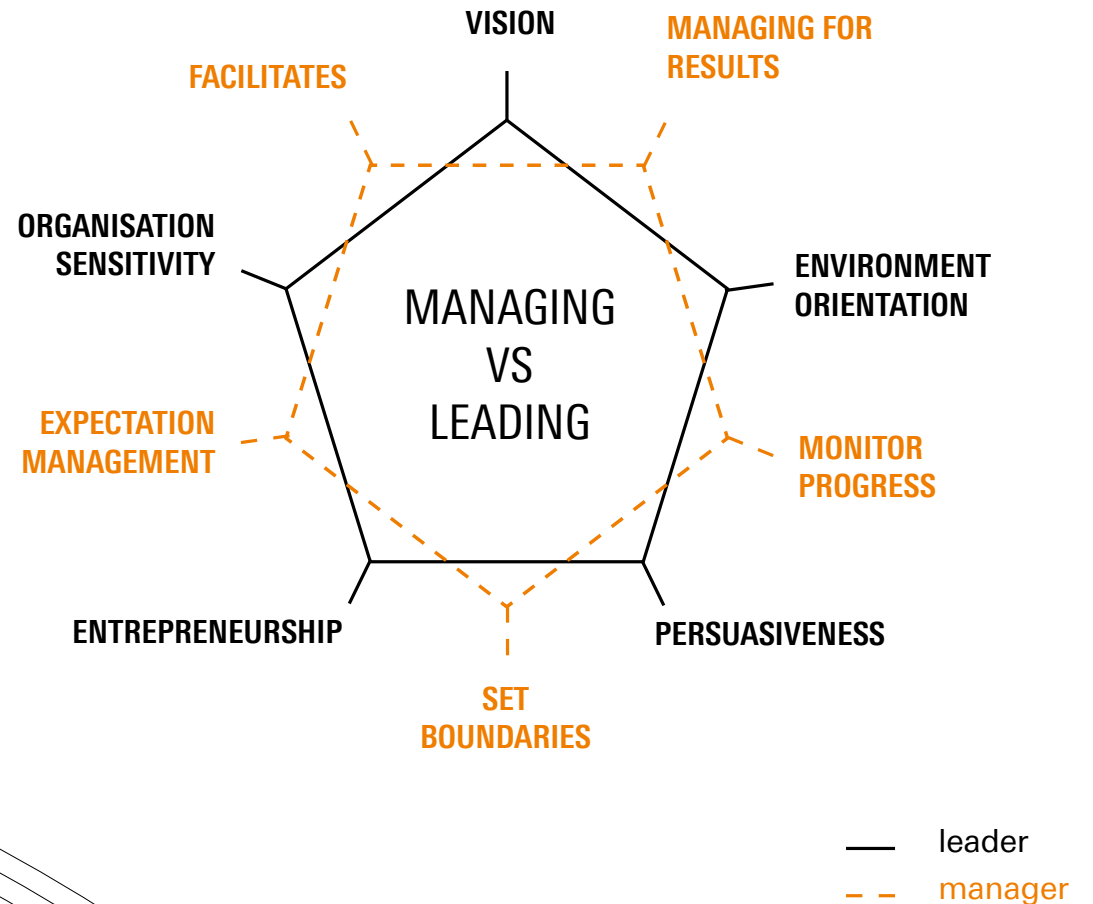 VISION
MANAGING FOR
RESULTS
FACILITATES
ORGANISATION
SENSITIVITY
ENVIRONMENT
ORIENTATION
MANAGING
VS
LEADING
EXPECTATION
MANAGEMENT
MONITOR
PROGRESS
ENTREPRENEURSHIP
PERSUASIVENESS
SET
BOUNDARIES
leader
manager